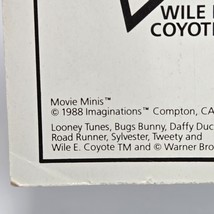 WILE E
COYOTE
Movie Minis™
© 1988 Imaginations™ Compton, CA
Looney Tunes, Bugs Bunny, Daffy Duc
Road Runner, Sylvester, Tweety and
Wile E. Coyote TM and © Warner Bro